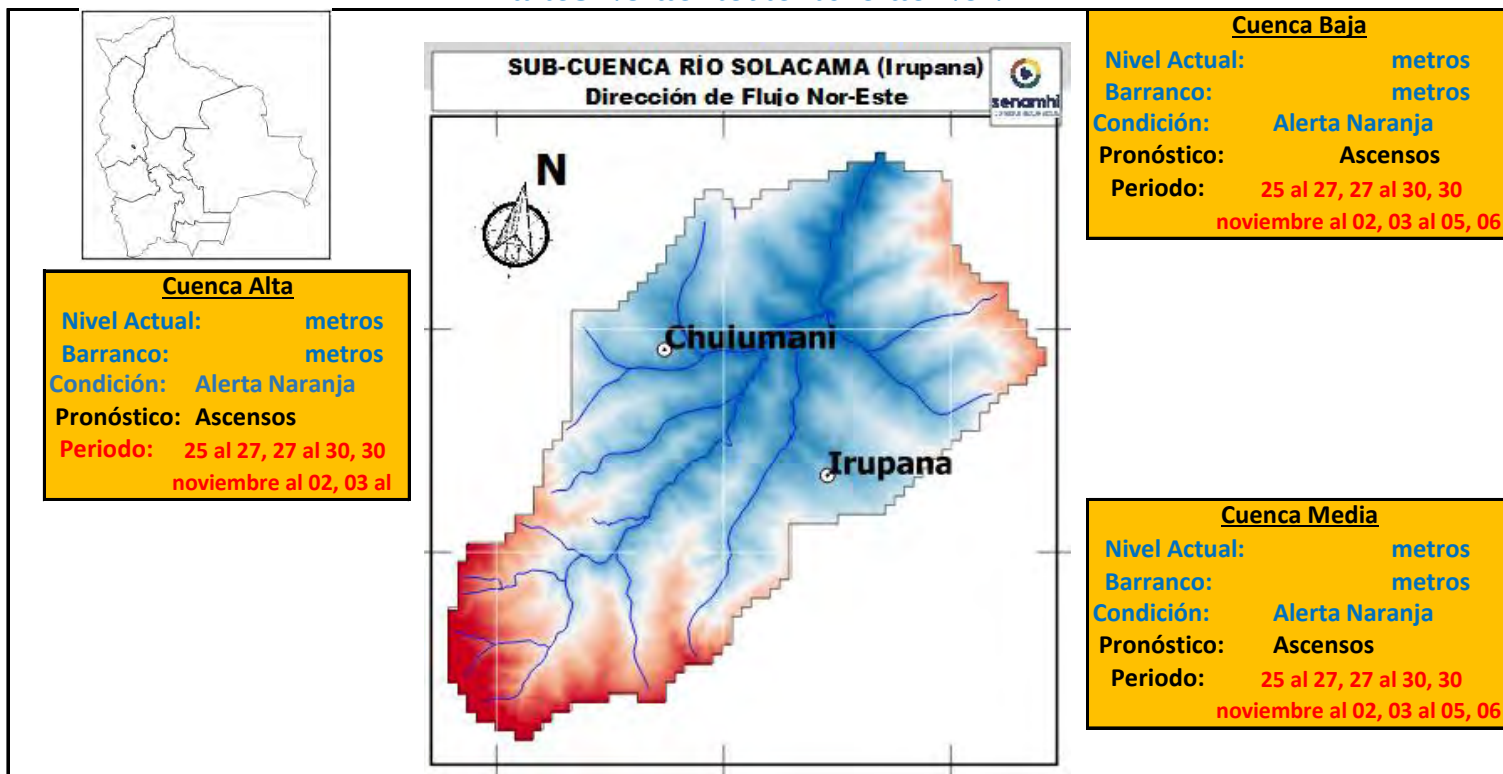 SUB-CUENCA RÍO SOLACAMA (Irupana)
Dirección de Flujo Nor-Este
senamhi
N
Chulumani
Irupana
Cuenca Alta
Nivel Actual: metros
Barranco: metros
Condición: Alerta Naranja
Pronóstico: Ascensos
Periodo: 25 al 27, 27 al 30, 30
noviembre al 02, 03 al
Cuenca Baja
Nivel Actual: metros
Barranco: metros
Condición: Alerta Naranja
Pronóstico: Ascensos
Periodo: 25 al 27, 27 al 30, 30
noviembre al 02, 03 al 05, 06
Cuenca Media
Nivel Actual: metros
Barranco: metros
Condición: Alerta Naranja
Pronóstico: Ascensos
Periodo: 25 al 27, 27 al 30, 30
noviembre al 02, 03 al 05, 06